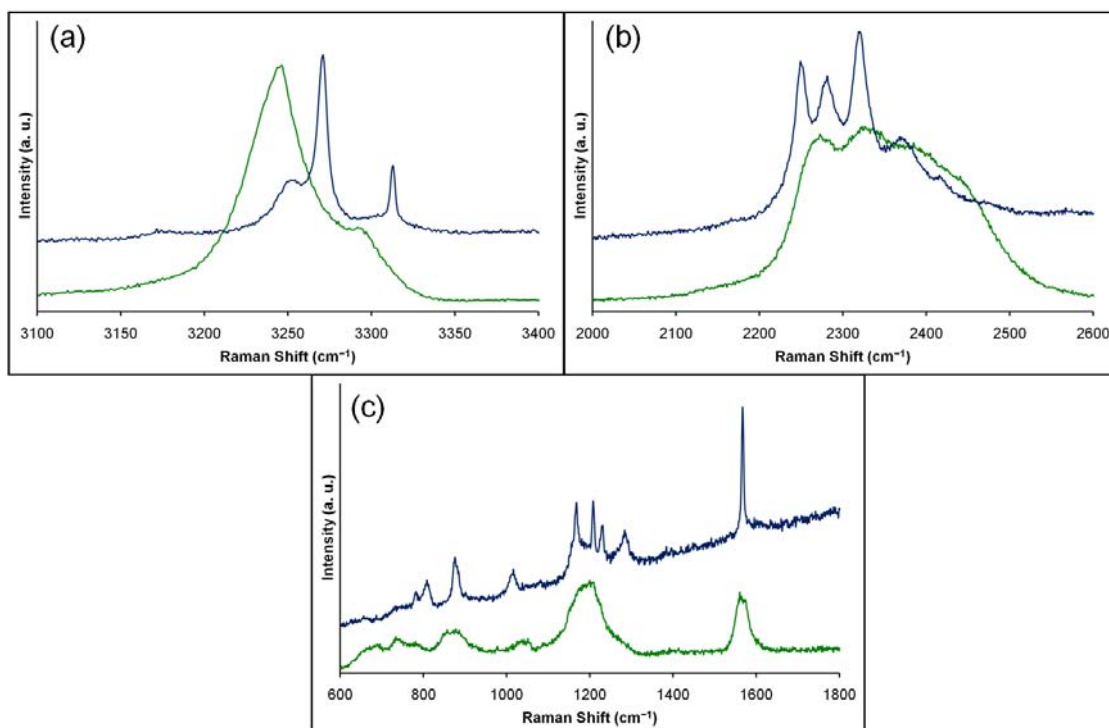 (a)
Intensity (a. u.)
3100 3150 3200 3250 3300 3350 3400
Raman Shift (cm⁻¹)
(b)
Intensity (a. u.)
2000 2100 2200 2300 2400 2500 2600
Raman Shift (cm⁻¹)
(c)
Intensity (a. u.)
600 800 1000 1200 1400 1600 1800
Raman Shift (cm⁻¹)